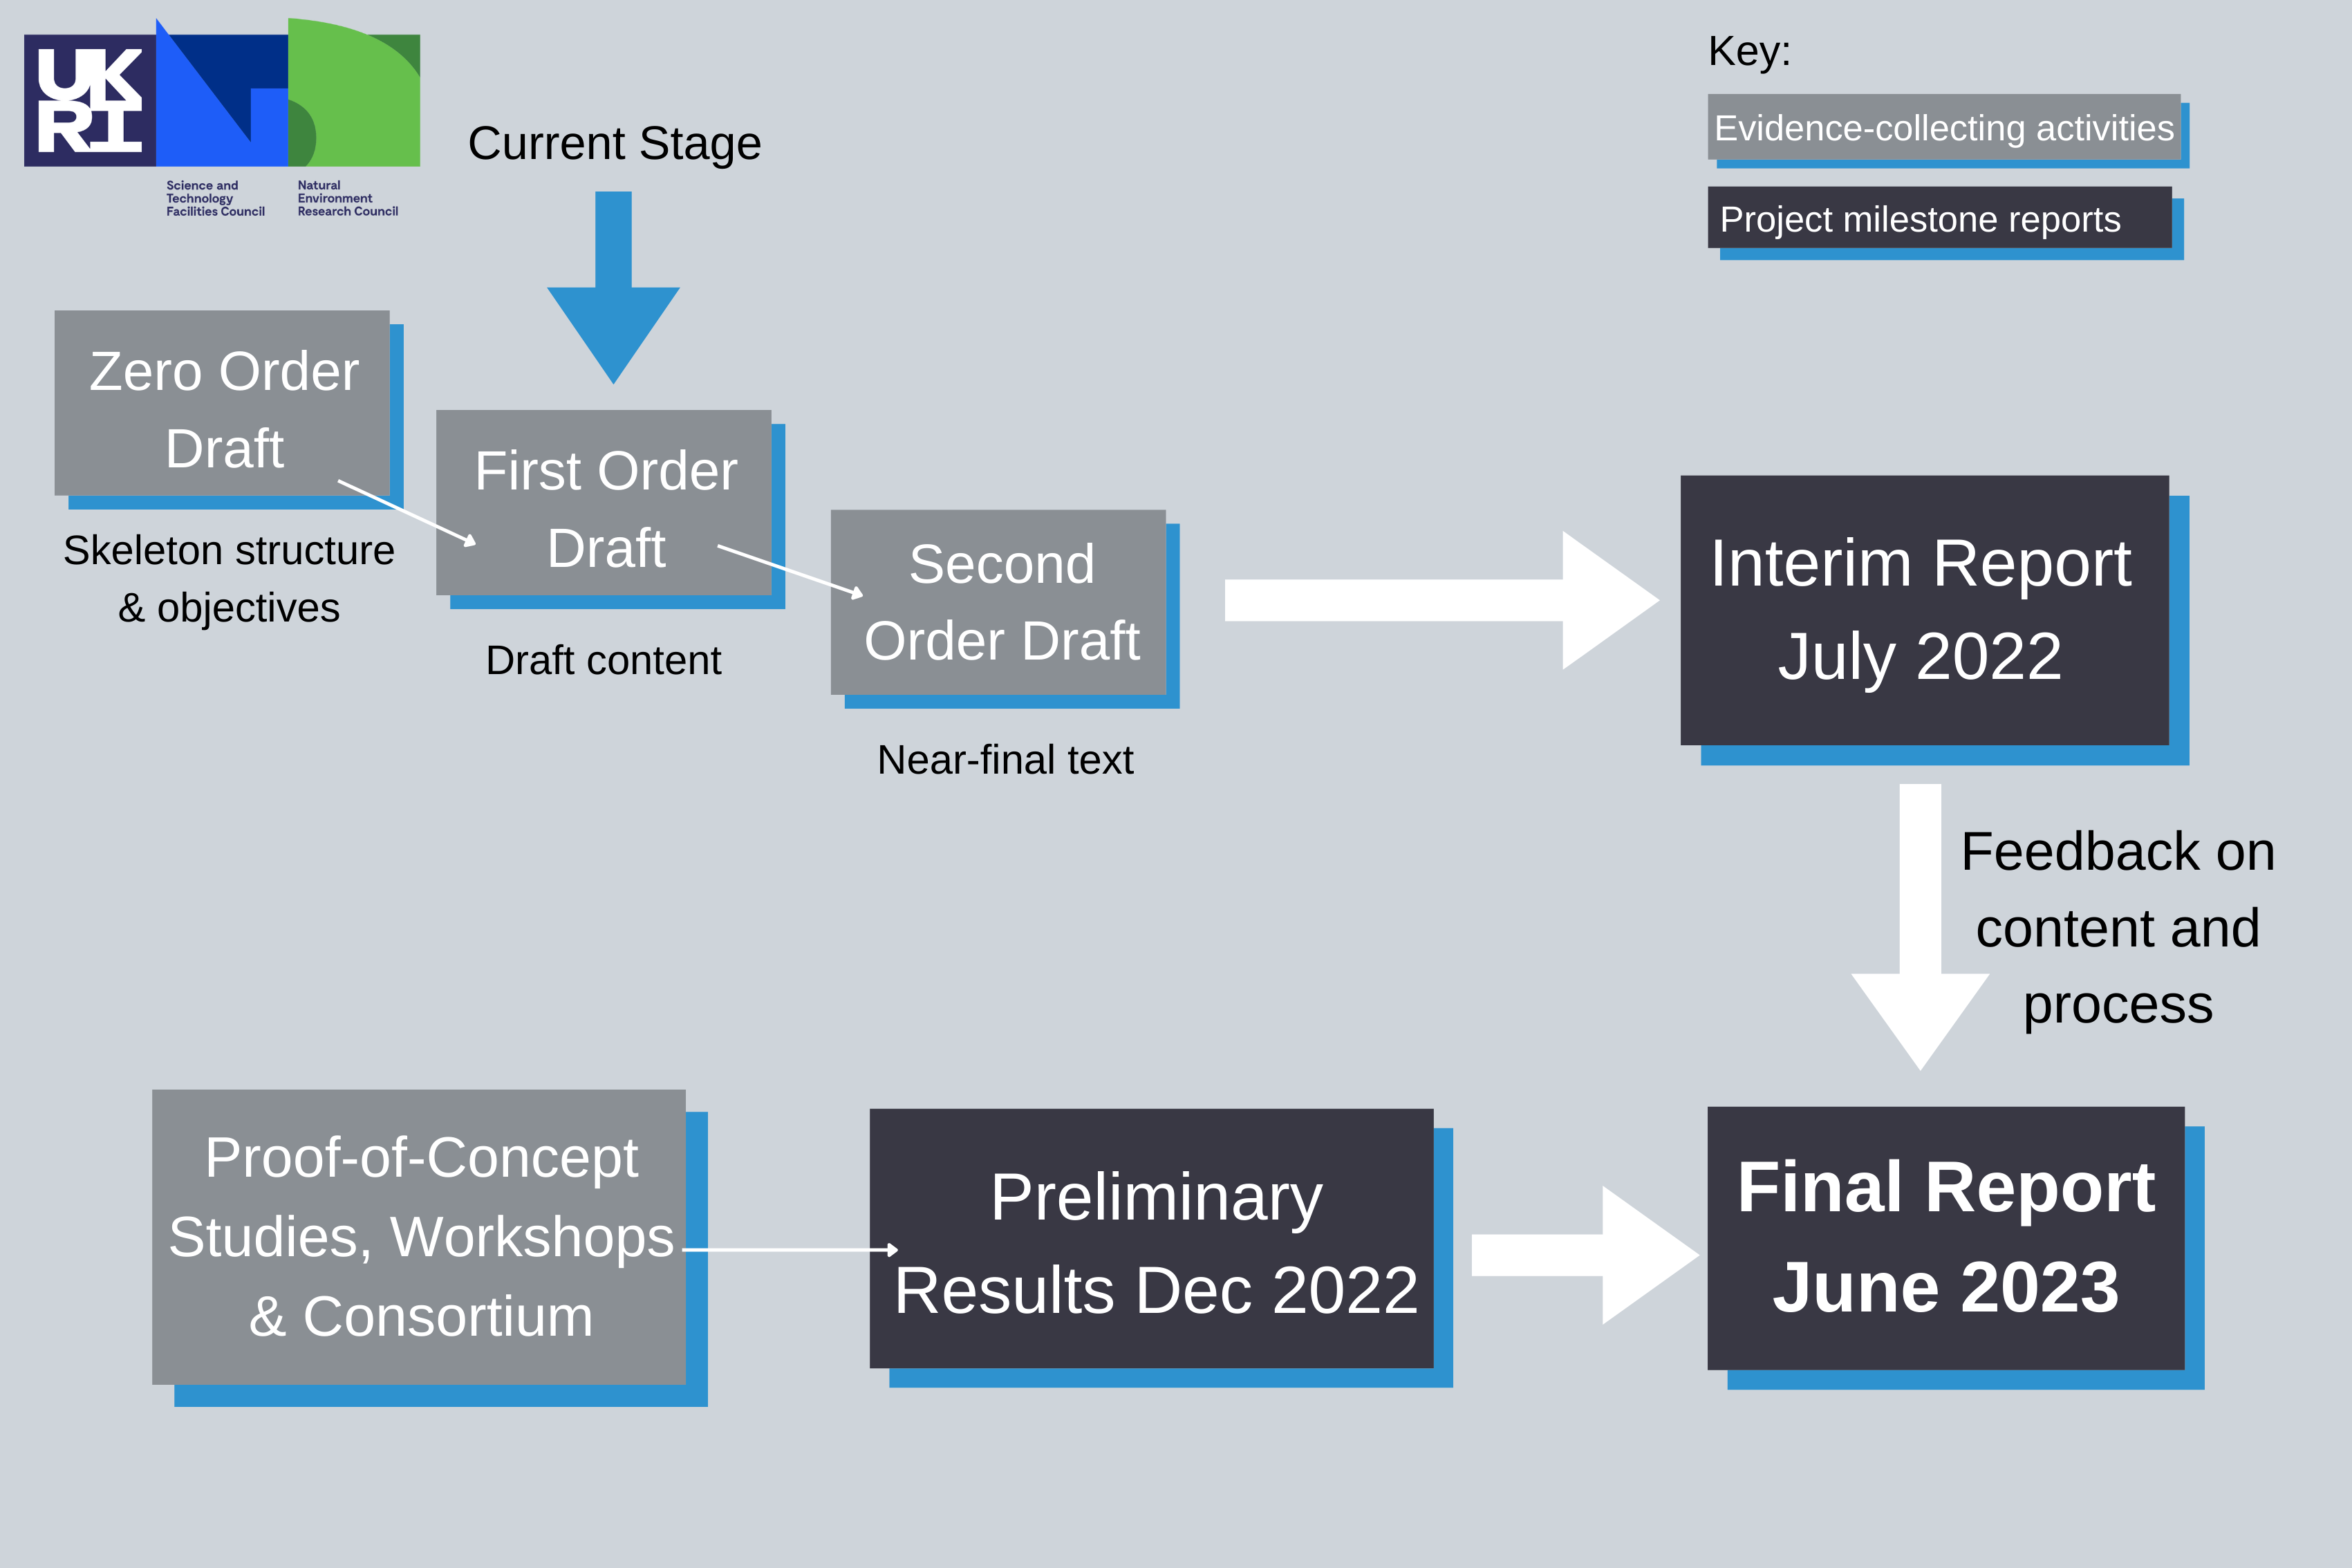 UK
RI
Science and
Technology
Facilities Council
Natural
Environment
Research Council
Current Stage
Key:
Evidence-collecting activities
Project milestone reports
Zero Order
Draft
Skeleton structure
& objectives
First Order
Draft
Draft content
Second
Order Draft
Near-final text
Interim Report
July 2022
Feedback on
content and
process
Proof-of-Concept
Studies, Workshops
& Consortium
Preliminary
Results Dec 2022
Final Report
June 2023